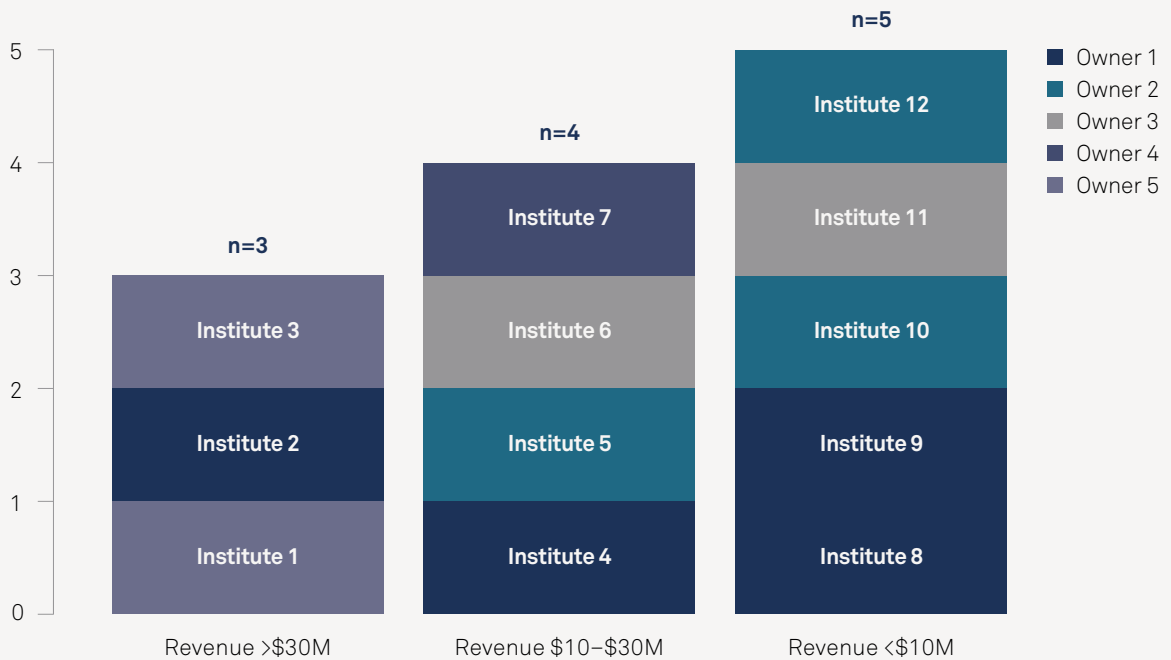 n=5
5
Owner 1
Institute 12
Owner 2
Owner 3
n=4
Owner 4
4
Owner 5
Institute 7
Institute 11
n=3
3
Institute 3
Institute 6
Institute 10
2
Institute 2
Institute 5
Institute 9
1
Institute 1
Institute 4
Institute 8
0
Revenue >$30M
Revenue $10–$30M
Revenue <$10M